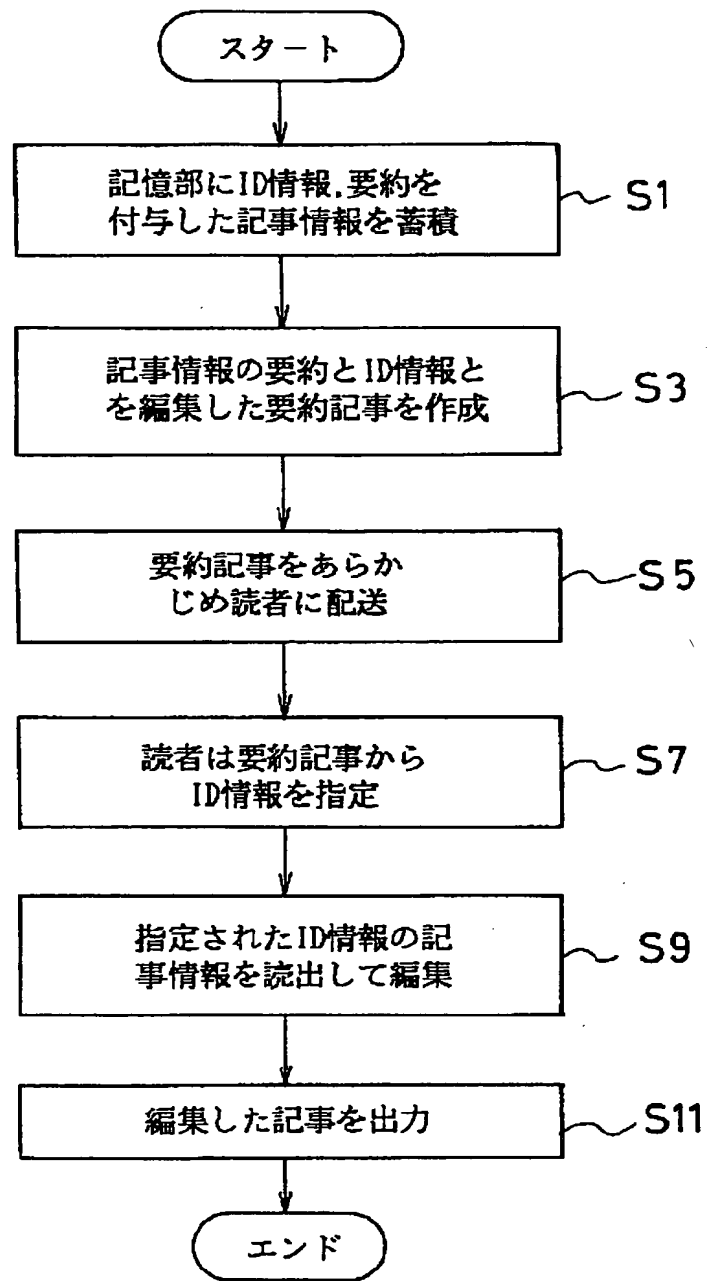 スタート
記憶部にID情報,要約を
付与した記事情報を蓄積
S1
記事情報の要約とID情報と
を編集した要約記事を作成
S3
要約記事をあらか
じめ読者に配送
S5
読者は要約記事から
ID情報を指定
S7
指定されたID情報の記
事情報を読出して編集
S9
編集した記事を出力
S11
エンド